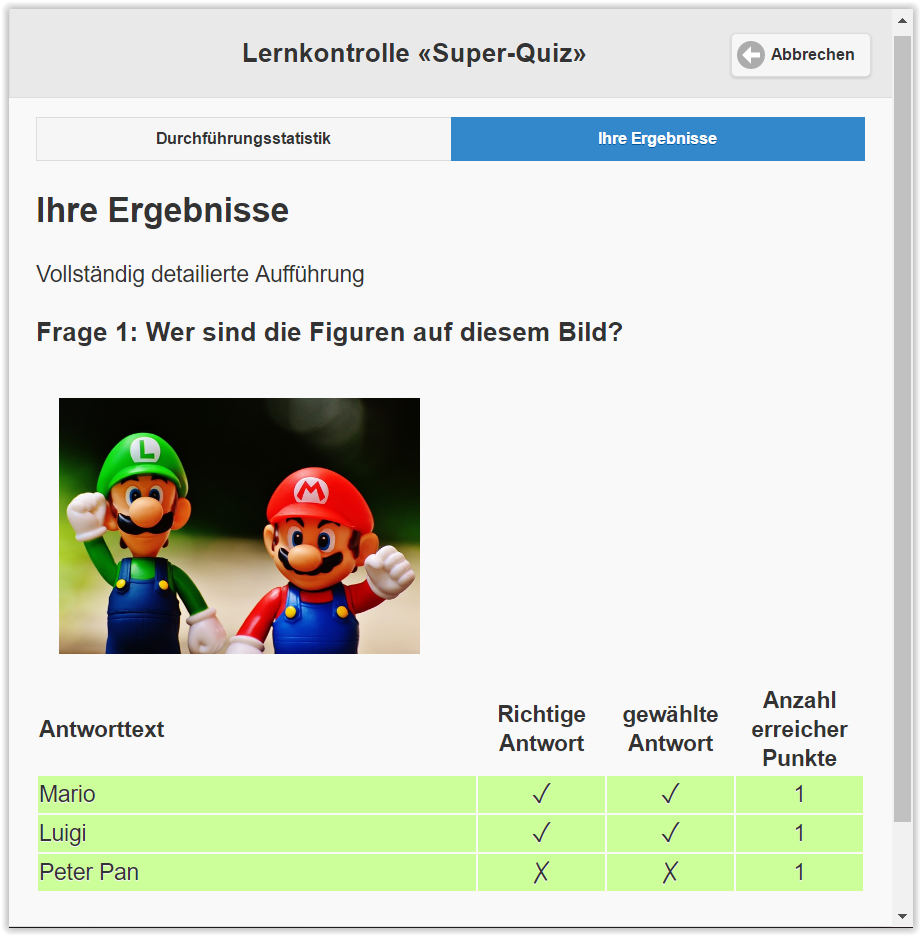 Lernkontrolle «Super-Quiz»
Abbrechen
Durchführungsstatistik
Ihre Ergebnisse
Ihre Ergebnisse
Vollständig detailierte Aufführung
Frage 1: Wer sind die Figuren auf diesem Bild?
L
M
Antworttext
Richtige
Antwort
gewählte
Antwort
Anzahl
erreicher
Punkte
Mario ✓ ✓ 1
Luigi ✓ ✓ 1
Peter Pan ✗ ✗ 1